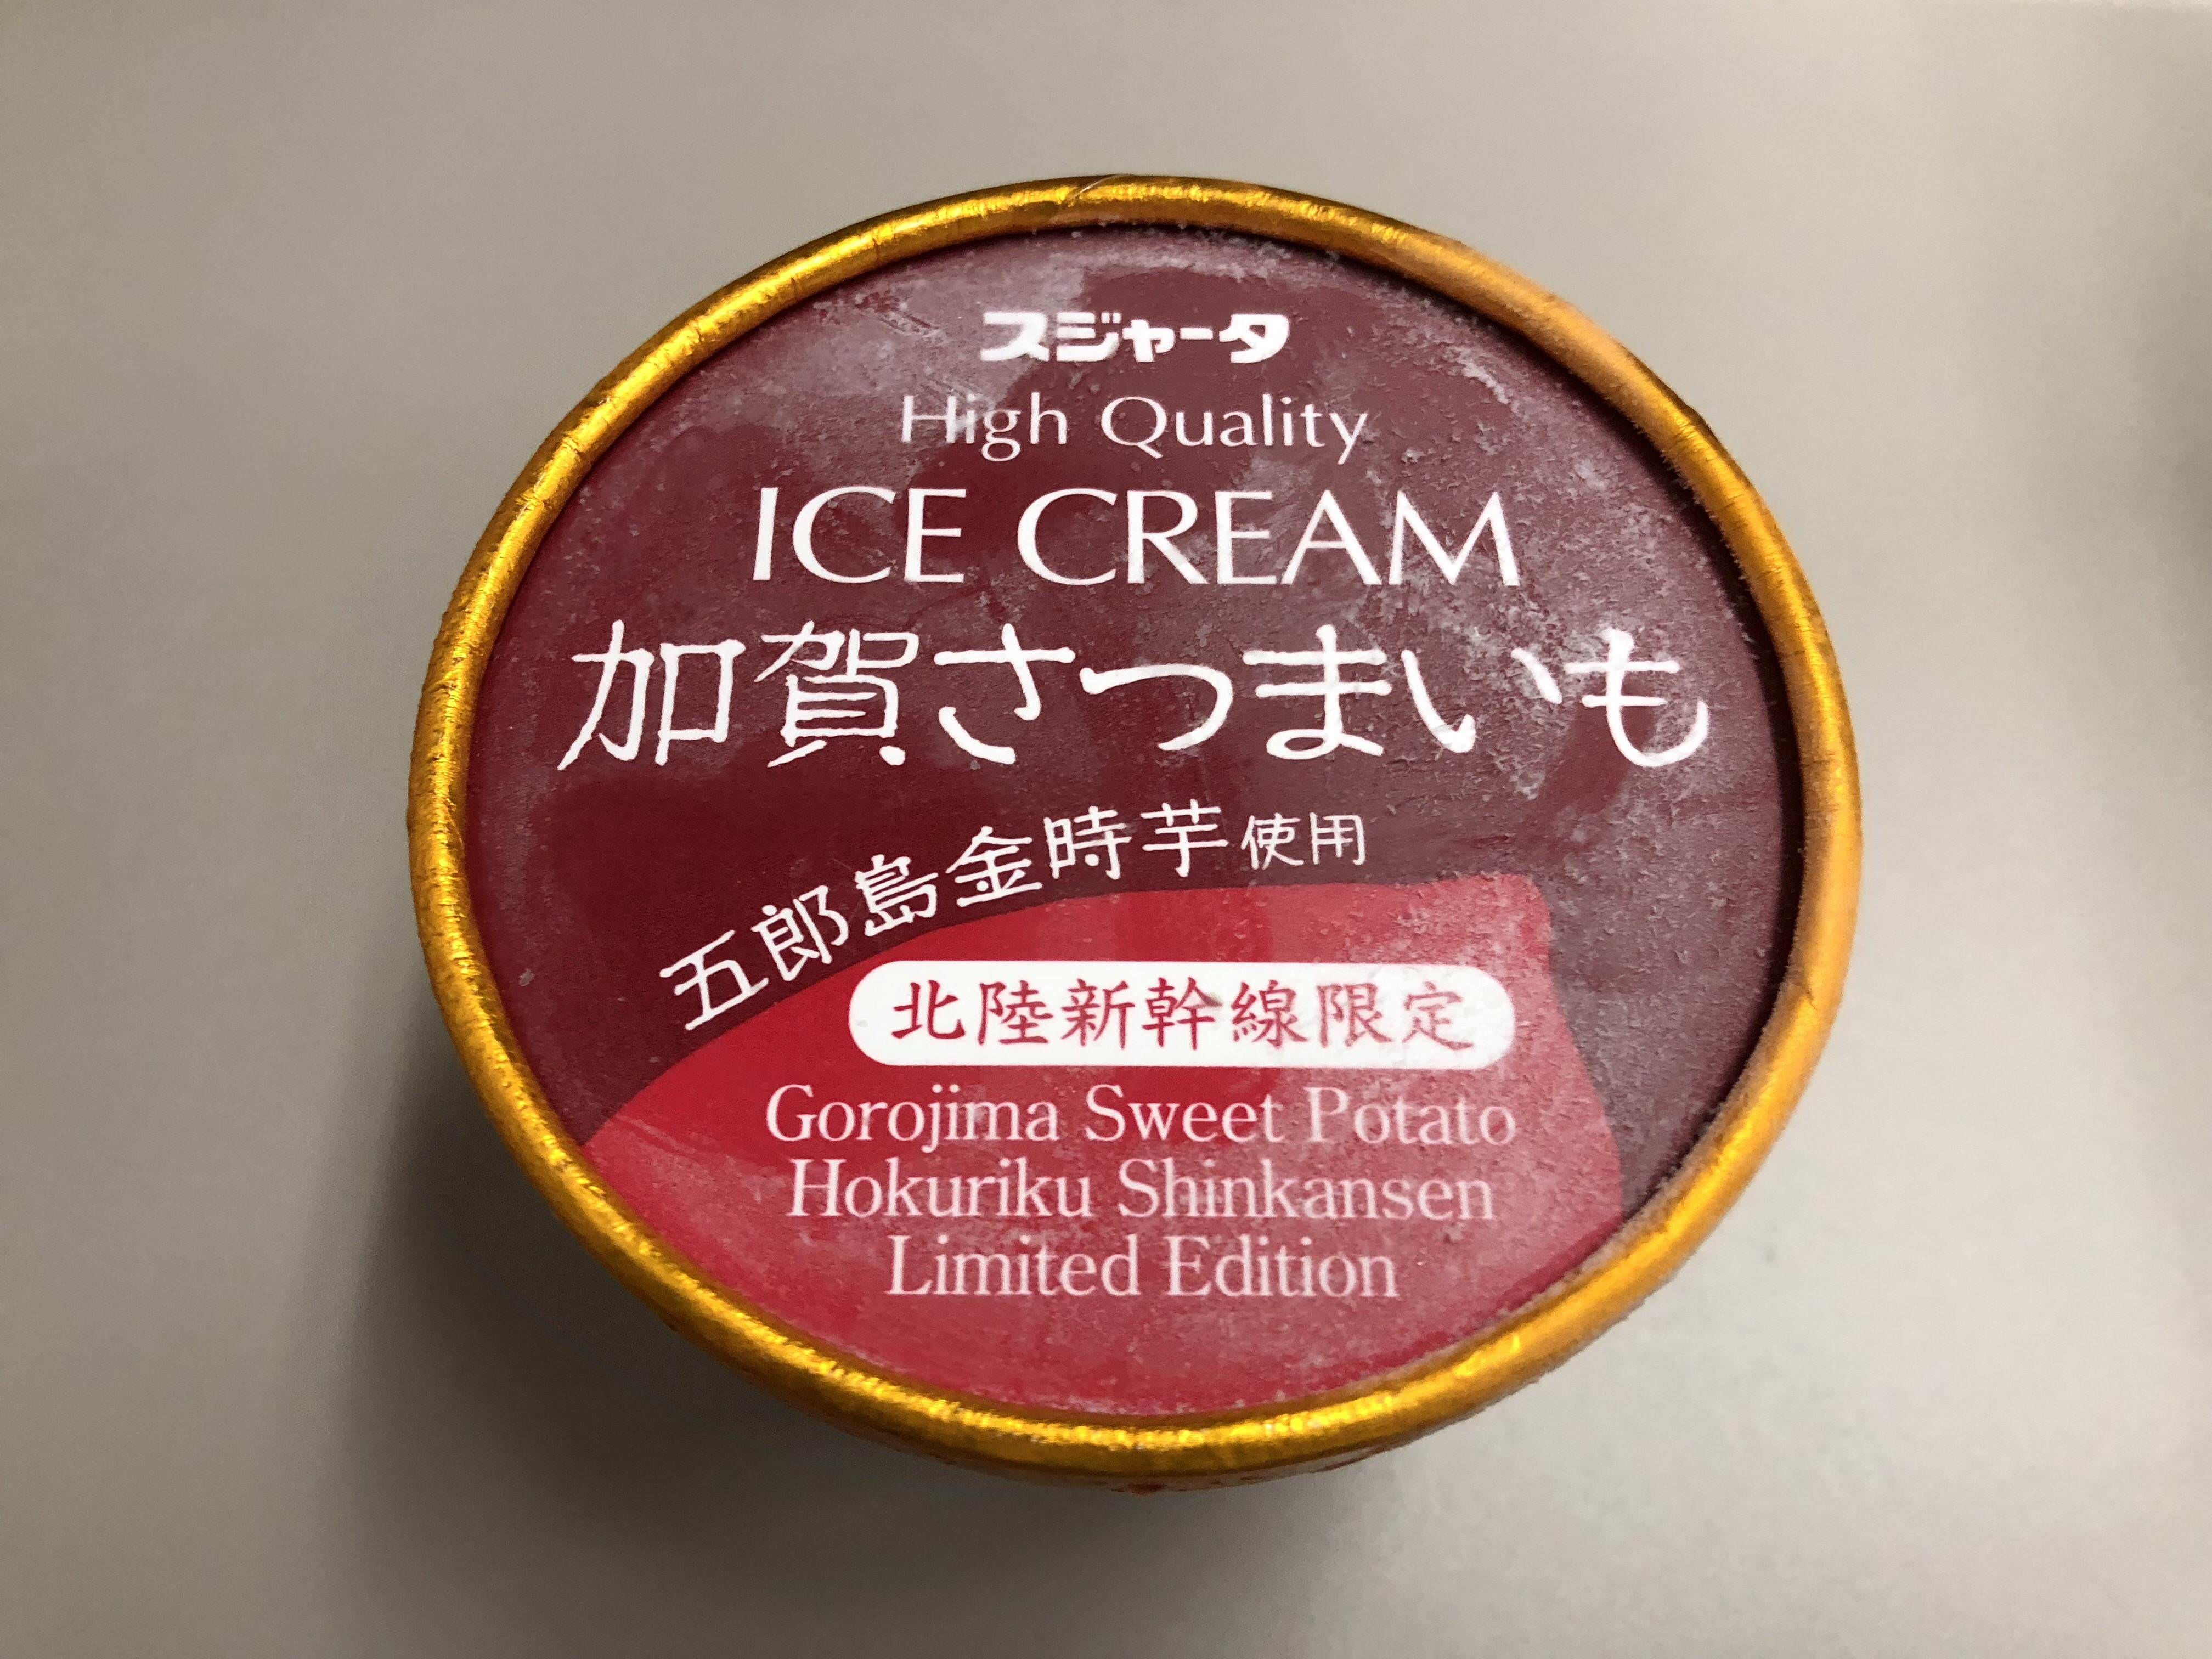 スジャータ
High Quality
ICE CREAM
加賀さつまいも
五郎島金時芋使用
北陸新幹線限定
Gorojima Sweet Potato
Hokuriku Shinkansen
Limited Edition